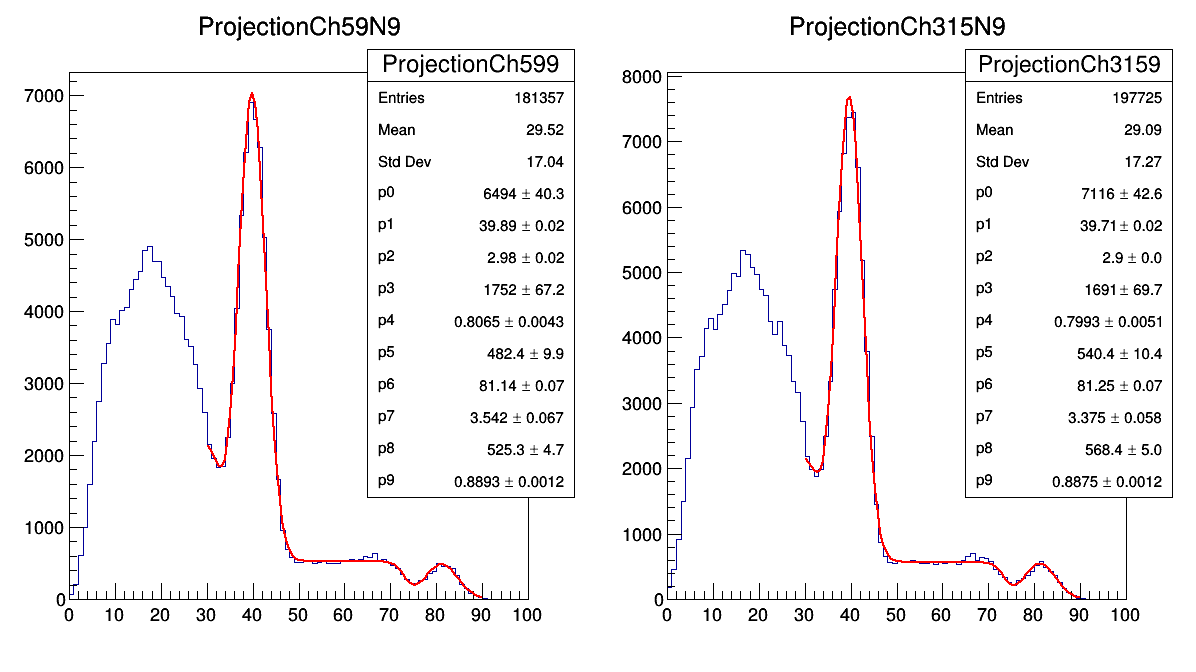 ProjectionCh59N9
ProjectionCh599
Entries 181357
Mean 29.52
Std Dev 17.04
p0 6494 ± 40.3
p1 39.89 ± 0.02
p2 2.98 ± 0.02
p3 1752 ± 67.2
p4 0.8065 ± 0.0043
p5 482.4 ± 9.9
p6 81.14 ± 0.07
p7 3.542 ± 0.067
p8 525.3 ± 4.7
p9 0.8893 ± 0.0012
7000
6000
5000
4000
3000
2000
1000
0
0 10 20 30 40 50 60 70 80 90 100
ProjectionCh315N9
ProjectionCh3159
Entries 197725
Mean 29.09
Std Dev 17.27
p0 7116 ± 42.6
p1 39.71 ± 0.02
p2 2.9 ± 0.0
p3 1691 ± 69.7
p4 0.7993 ± 0.0051
p5 540.4 ± 10.4
p6 81.25 ± 0.07
p7 3.375 ± 0.058
p8 568.4 ± 5.0
p9 0.8875 ± 0.0012
8000
7000
6000
5000
4000
3000
2000
1000
0
0 10 20 30 40 50 60 70 80 90 100